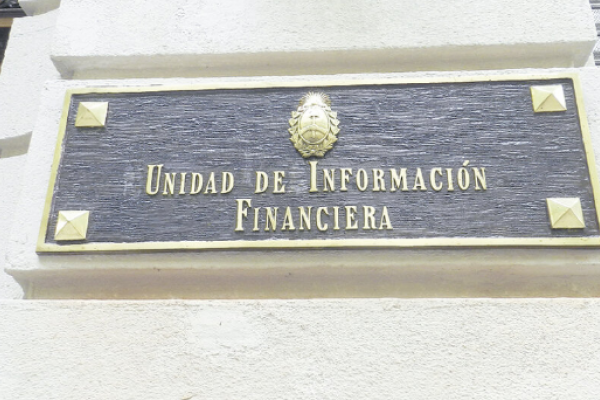 Unidad de Información
Financiera